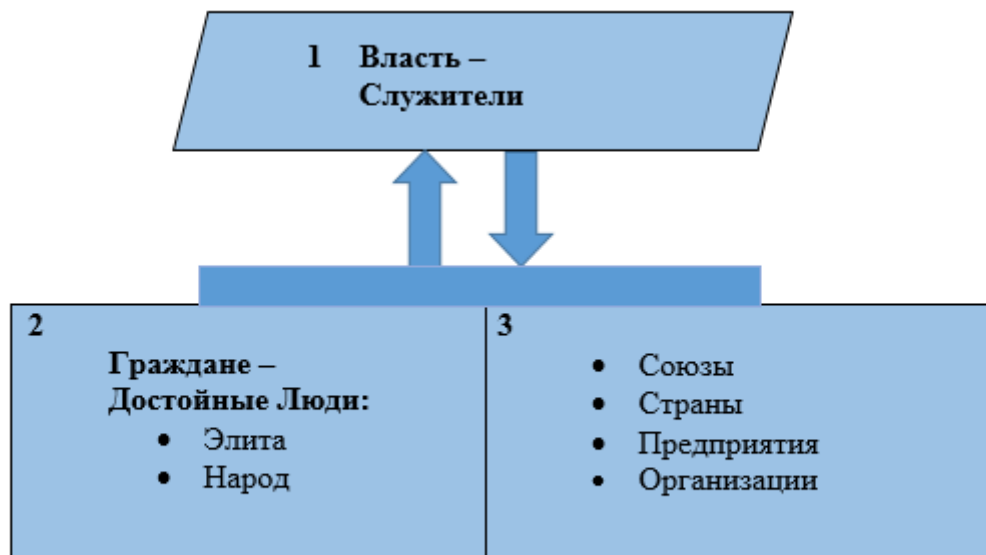 1 Власть –
Служители
2
Граждане –
Достойные Люди:
• Элита
• Народ
3
• Союзы
• Страны
• Предприятия
• Организации